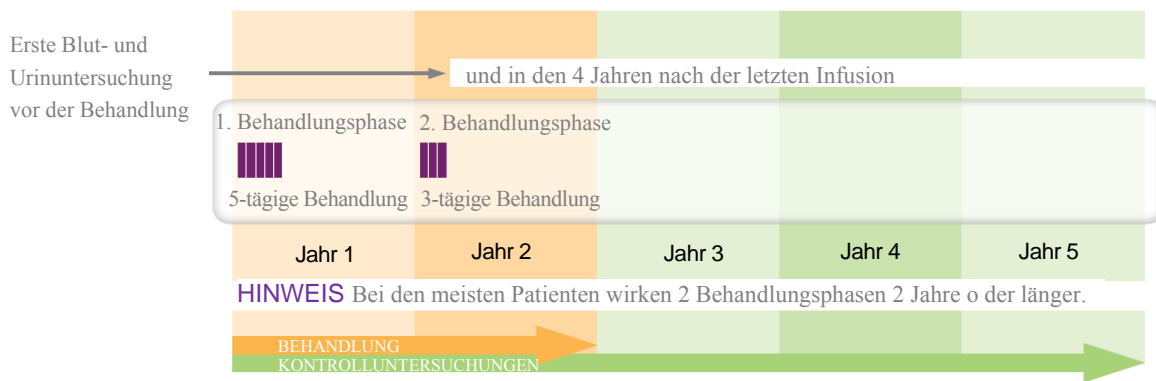 Erste Blut- und
Urinuntersuchung
vor der Behandlung
und in den 4 Jahren nach der letzten Infusion
1. Behandlungsphase 2. Behandlungsphase
5-tägige Behandlung 3-tägige Behandlung
Jahr 1 Jahr 2 Jahr 3 Jahr 4 Jahr 5
HINWEIS Bei den meisten Patienten wirken 2 Behandlungsphasen 2 Jahre o der länger.
BEHANDLUNG
KONTROLLUNTERSUCHUNGEN